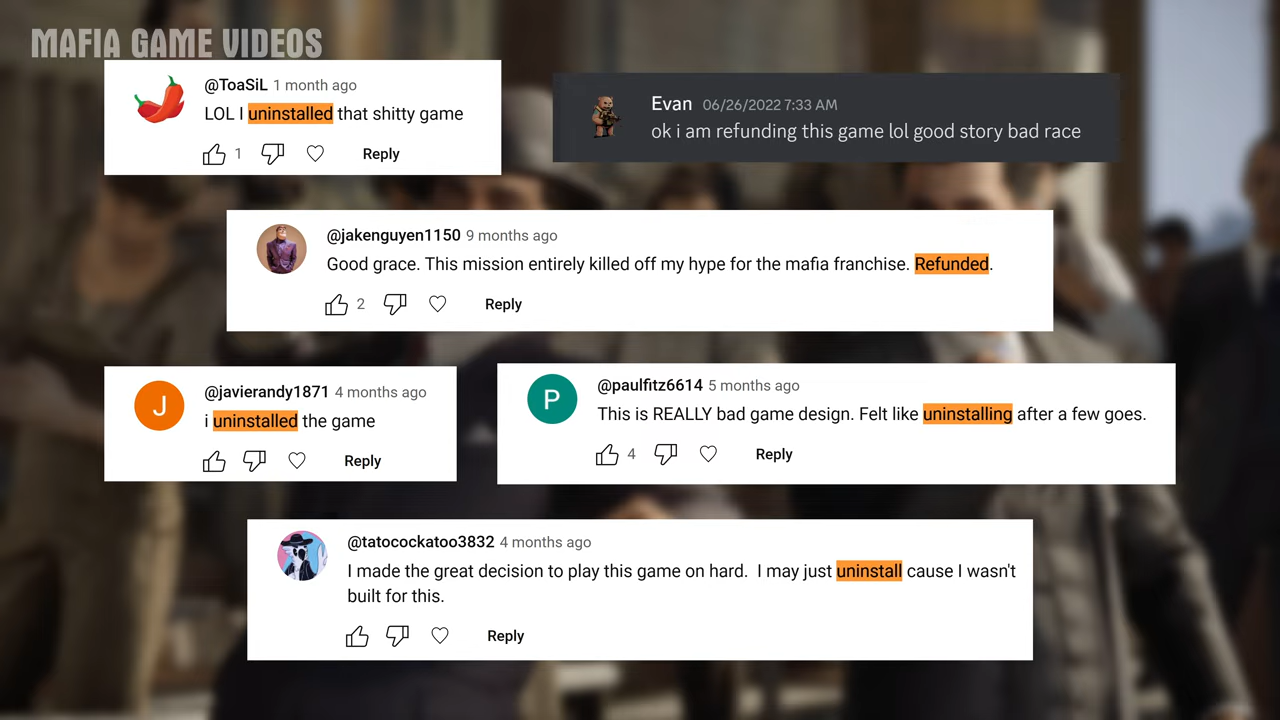 MAFIA GAME VIDEOS
@ToaSiL 1 month ago
LOL I uninstalled that shitty game
1 Reply
Evan 06/26/2022 7:33 AM
ok i am refunding this game lol good story bad race
@jakenguyen1150 9 months ago
Good grace. This mission entirely killed off my hype for the mafia franchise. Refunded.
2 Reply
@javierandy1871 4 months ago
i uninstalled the game
Reply
J
@paulfitz6614 5 months ago
This is REALLY bad game design. Felt like uninstalling after a few goes.
4 Reply
P
@tatocockatoo3832 4 months ago
I made the great decision to play this game on hard.  I may just uninstall cause I wasn't
built for this.
Reply